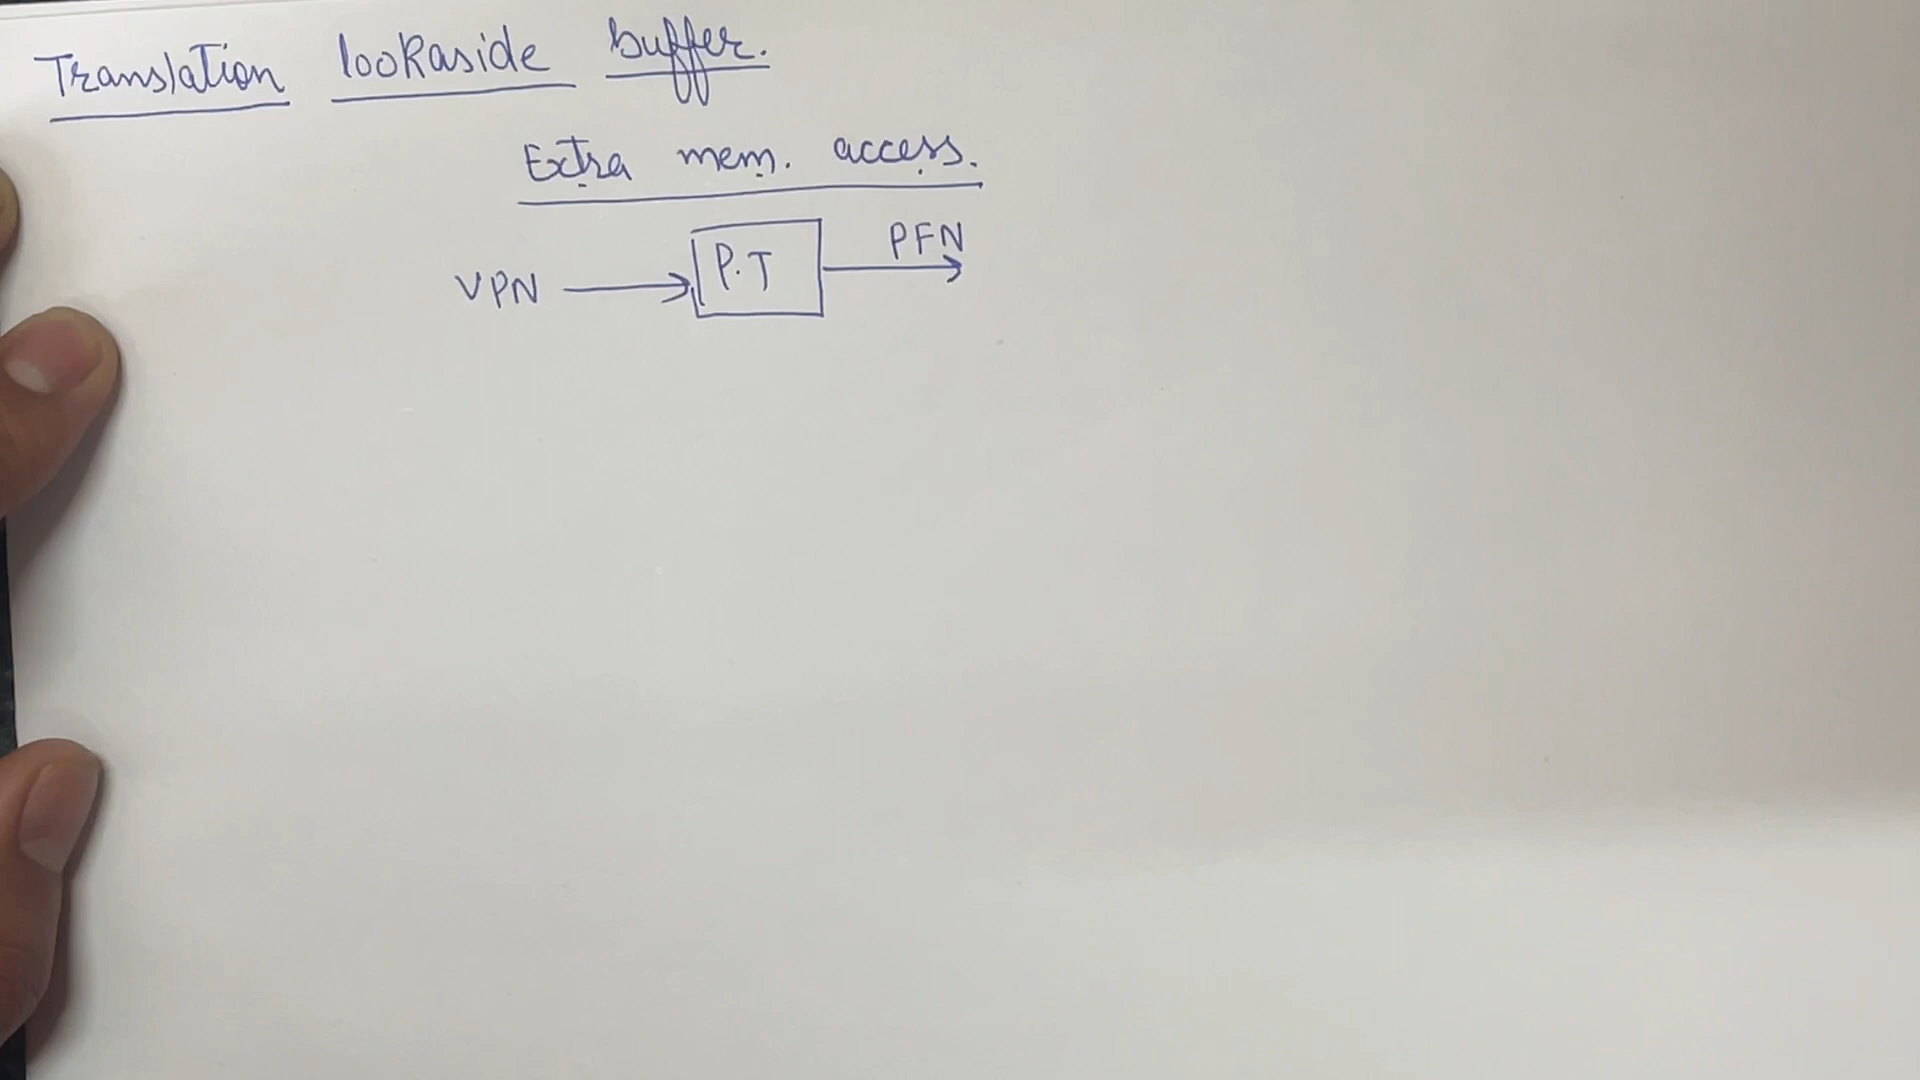 Translation lookaside buffer.
Extra mem. access.
VPN P.T PFN